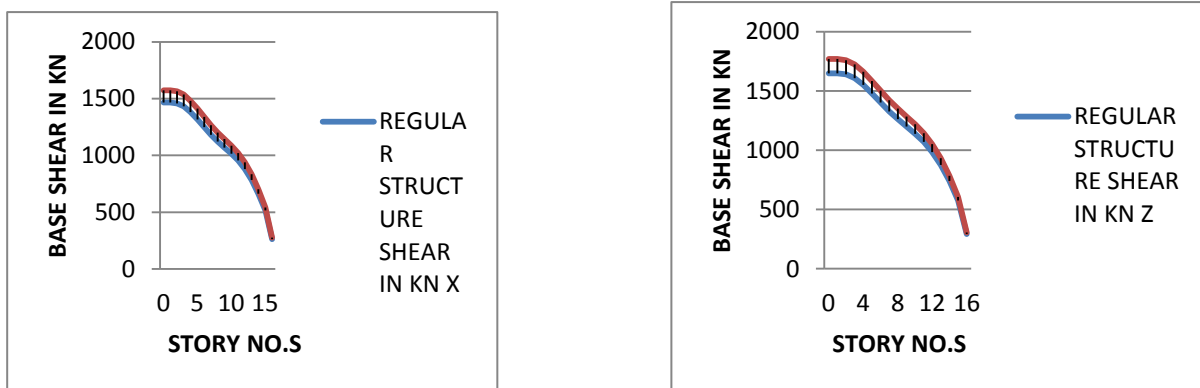 2000
1500
1000
500
0
BASE SHEAR IN KN
0 5 10 15
STORY NO.S
REGULA
R
STRUCT
URE
SHEAR
IN KN X
2000
1500
1000
500
0
BASE SHEAR IN KN
0 4 8 12 16
STORY NO.S
REGULAR
STRUCTU
RE SHEAR
IN KN Z